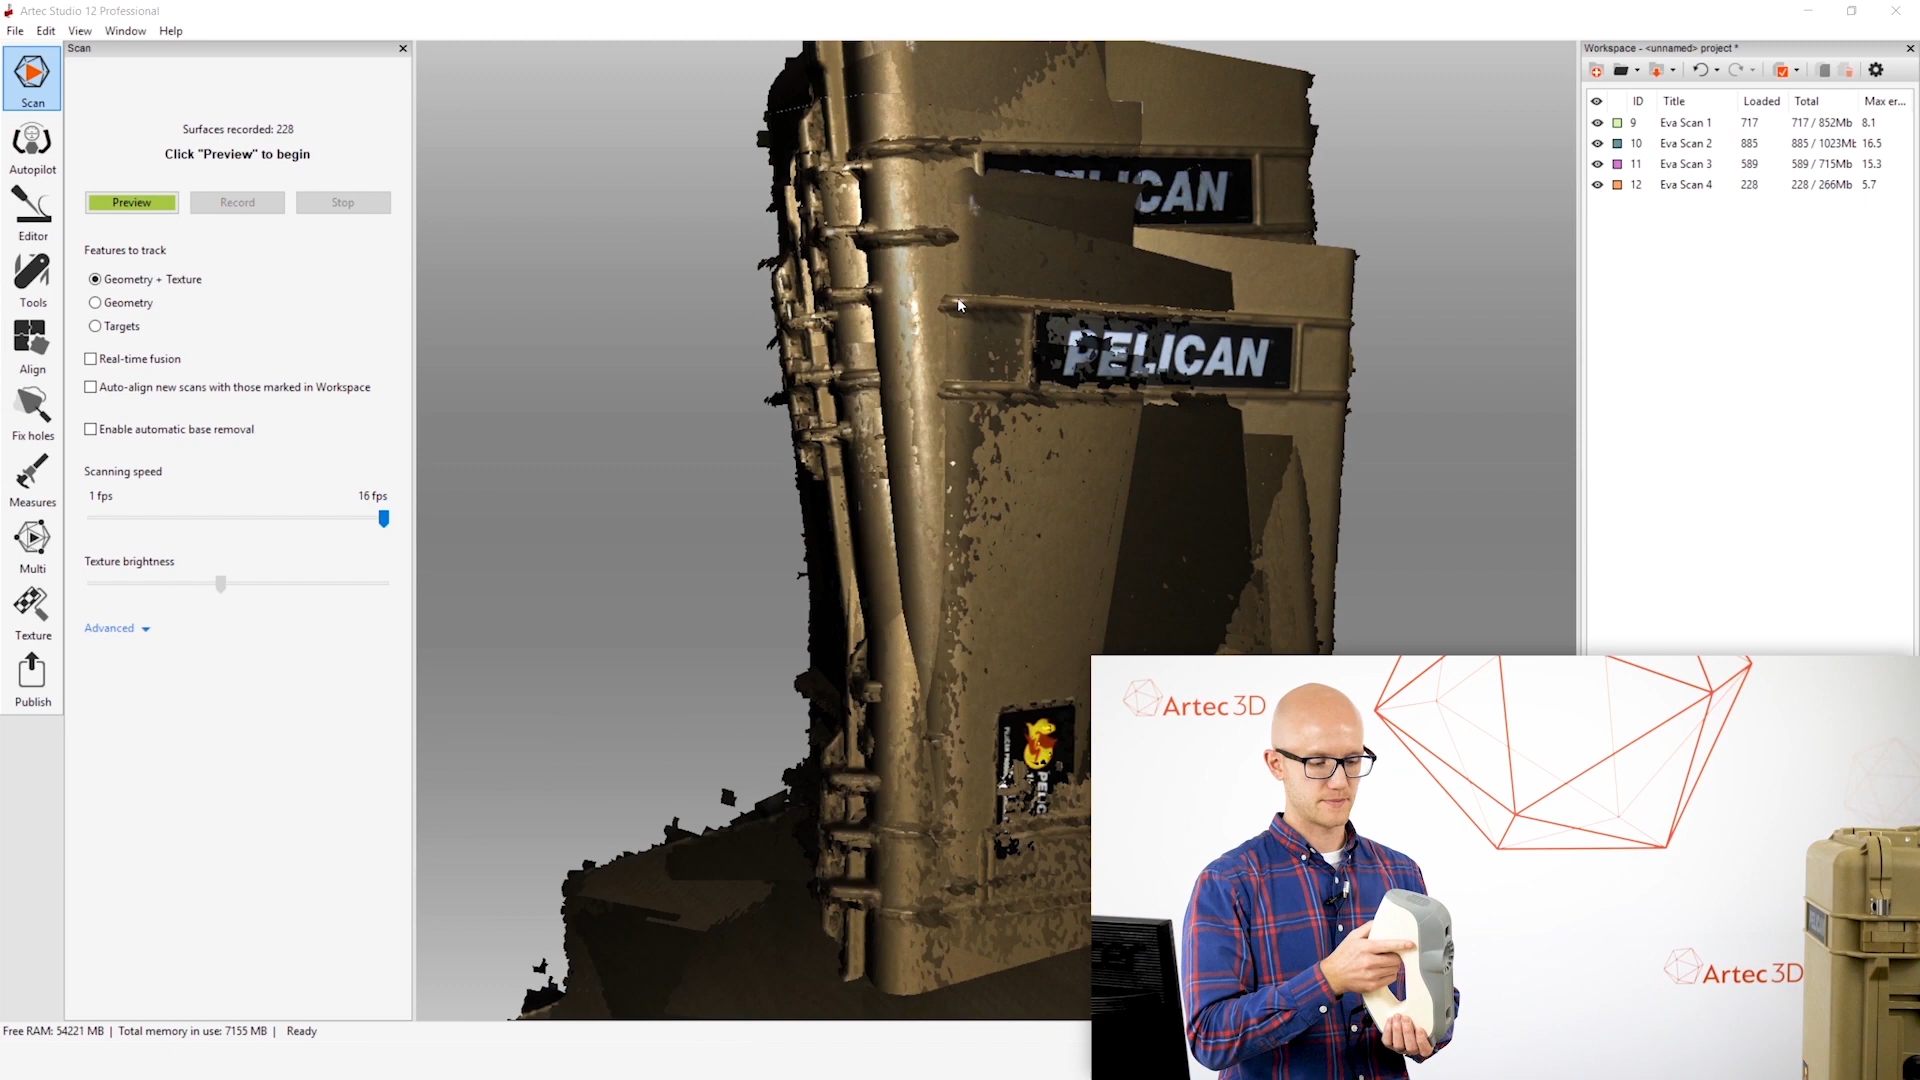 Artec Studio 12 Professional
File Edit View Window Help
Scan
Workspace - <unnamed> project *
Scan
Autopilot
Editor
Tools
Align
Fix holes
Measures
Multi
Texture
Publish
Surfaces recorded: 228
Click "Preview" to begin
Preview Record Stop
Features to track
Geometry + Texture
Geometry
Targets
Real-time fusion
Auto-align new scans with those marked in Workspace
Enable automatic base removal
Scanning speed
1 fps 16 fps
Texture brightness
Advanced
ID Title Loaded Total Max er...
9 Eva Scan 1 717 717 / 852Mb 8.1
10 Eva Scan 2 885 885 / 1023Mb 16.5
11 Eva Scan 3 589 589 / 715Mb 15.3
12 Eva Scan 4 228 228 / 266Mb 5.7
PELICAN
PELIC
Artec 3D
Artec 3D
Free RAM: 54221 MB | Total memory in use: 7155 MB | Ready